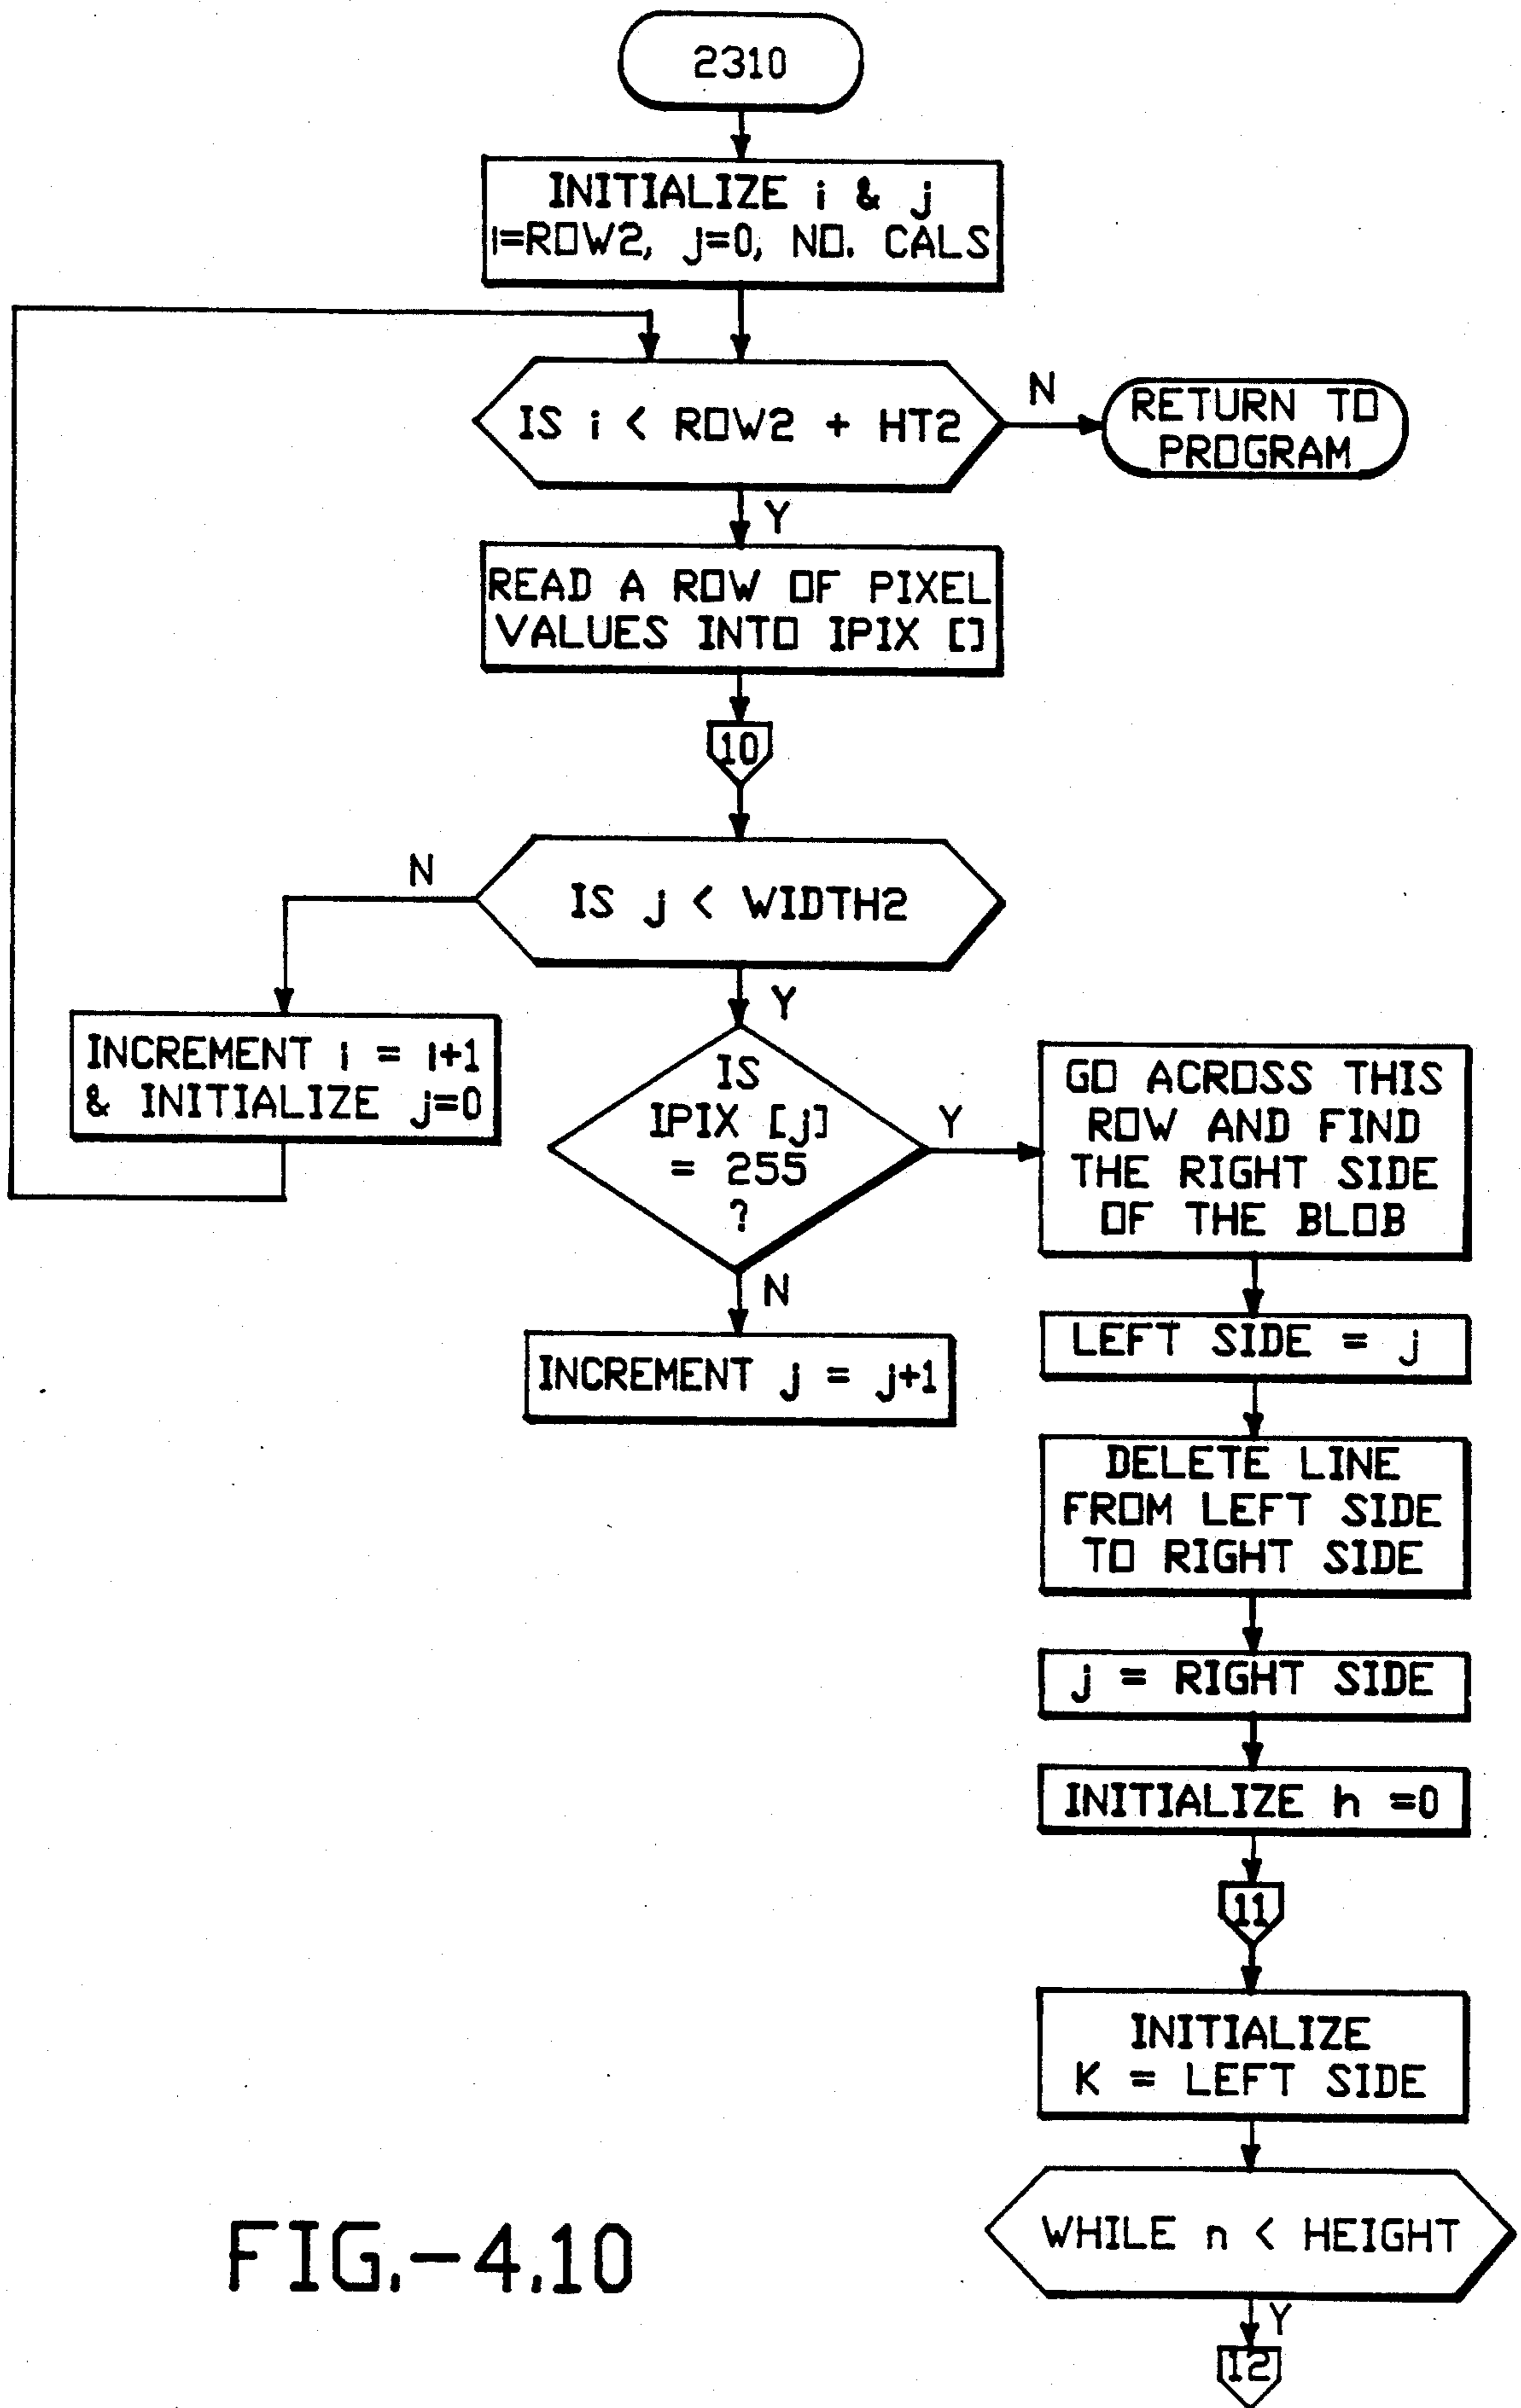 2310
INITIALIZE i & j
i=ROW2, j=0, NO. CALS
IS i < ROW2 + HT2
N
RETURN TO
PROGRAM
Y
READ A ROW OF PIXEL
VALUES INTO IPIX []
10
IS j < WIDTH2
N
Y
INCREMENT i = i+1
& INITIALIZE j=0
IS
IPIX [j]
= 255
?
Y
N
INCREMENT j = j+1
GO ACROSS THIS
ROW AND FIND
THE RIGHT SIDE
OF THE BLOB
LEFT SIDE = j
DELETE LINE
FROM LEFT SIDE
TO RIGHT SIDE
j = RIGHT SIDE
INITIALIZE h =0
11
INITIALIZE
K = LEFT SIDE
WHILE n < HEIGHT
Y
12
FIG.-4.10